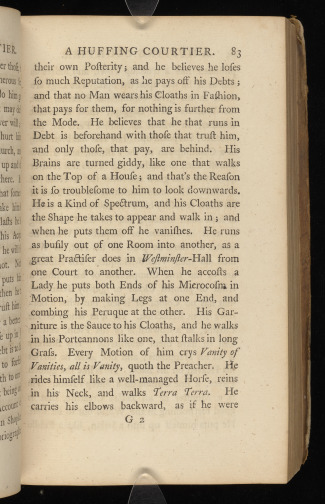 A HUFFING COURTIER. 83
their own Poſterity; and he believes he loſes
ſo much Reputation, as he pays off his Debts;
and that no Man wears his Cloaths in Faſhion,
that pays for them, for nothing is further from
the Mode. He believes that he that runs in
Debt is beforehand with thoſe that truſt him,
and only thoſe, that pay, are behind. His
Brains are turned giddy, like one that walks
on the Top of a Houſe; and that's the Reaſon
it is ſo troubleſome to him to look downwards.
He is a Kind of Spectrum, and his Cloaths are
the Shape he takes to appear and walk in; and
when he puts them off he vaniſhes. He runs
as buſily out of one Room into another, as a
great Practiſer does in Weſtminſter-Hall from
one Court to another. When he accoſts a
Lady he puts both Ends of his Microcoſm in
Motion, by making Legs at one End, and
combing his Peruque at the other. His Gar-
niture is the Sauce to his Cloaths, and he walks
in his Portcannons like one, that ſtalks in long
Graſs. Every Motion of him crys Vanity of
Vanities, all is Vanity, quoth the Preacher. He
rides himſelf like a well-managed Horſe, reins
in his Neck, and walks Terra Terra. He
carries his elbows backward, as if he were
G 2